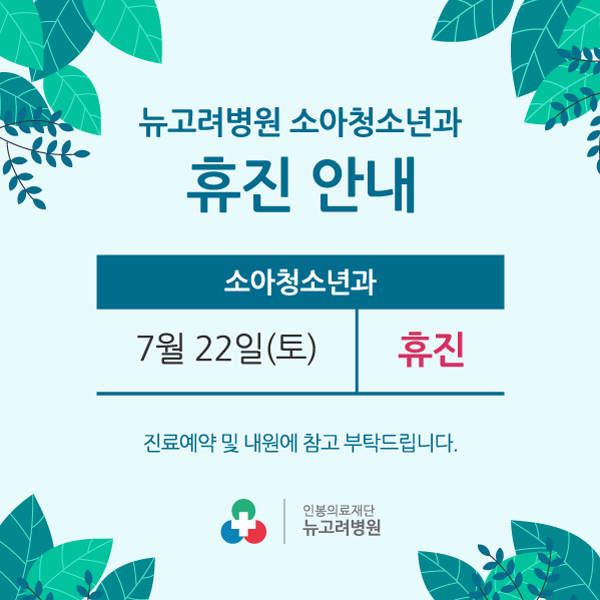 뉴고려병원 소아청소년과
휴진 안내
소아청소년과
7월 22일(토)
휴진
진료예약 및 내원에 참고 부탁드립니다.
인봉의료재단
뉴고려병원